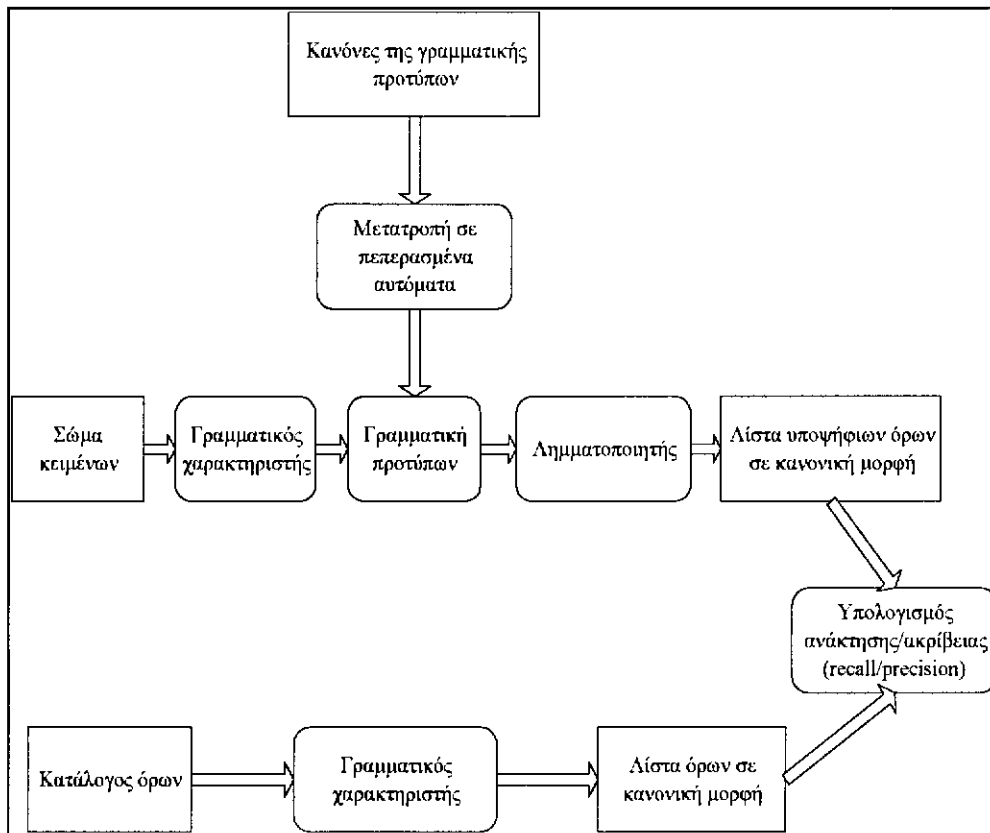 Κανόνες της γραμματικής
προτύπων
Μετατροπή σε
πεπερασμένα
αυτόματα
Σώμα
κειμένων
Γραμματικός
χαρακτηριστής
Γραμματική
προτύπων
Λημματοποιητής
Λίστα υποψήφιων όρων
σε κανονική μορφή
Υπολογισμός
ανάκτησης/ακρίβειας
(recall/precision)
Κατάλογος όρων
Γραμματικός
χαρακτηριστής
Λίστα όρων σε
κανονική μορφή